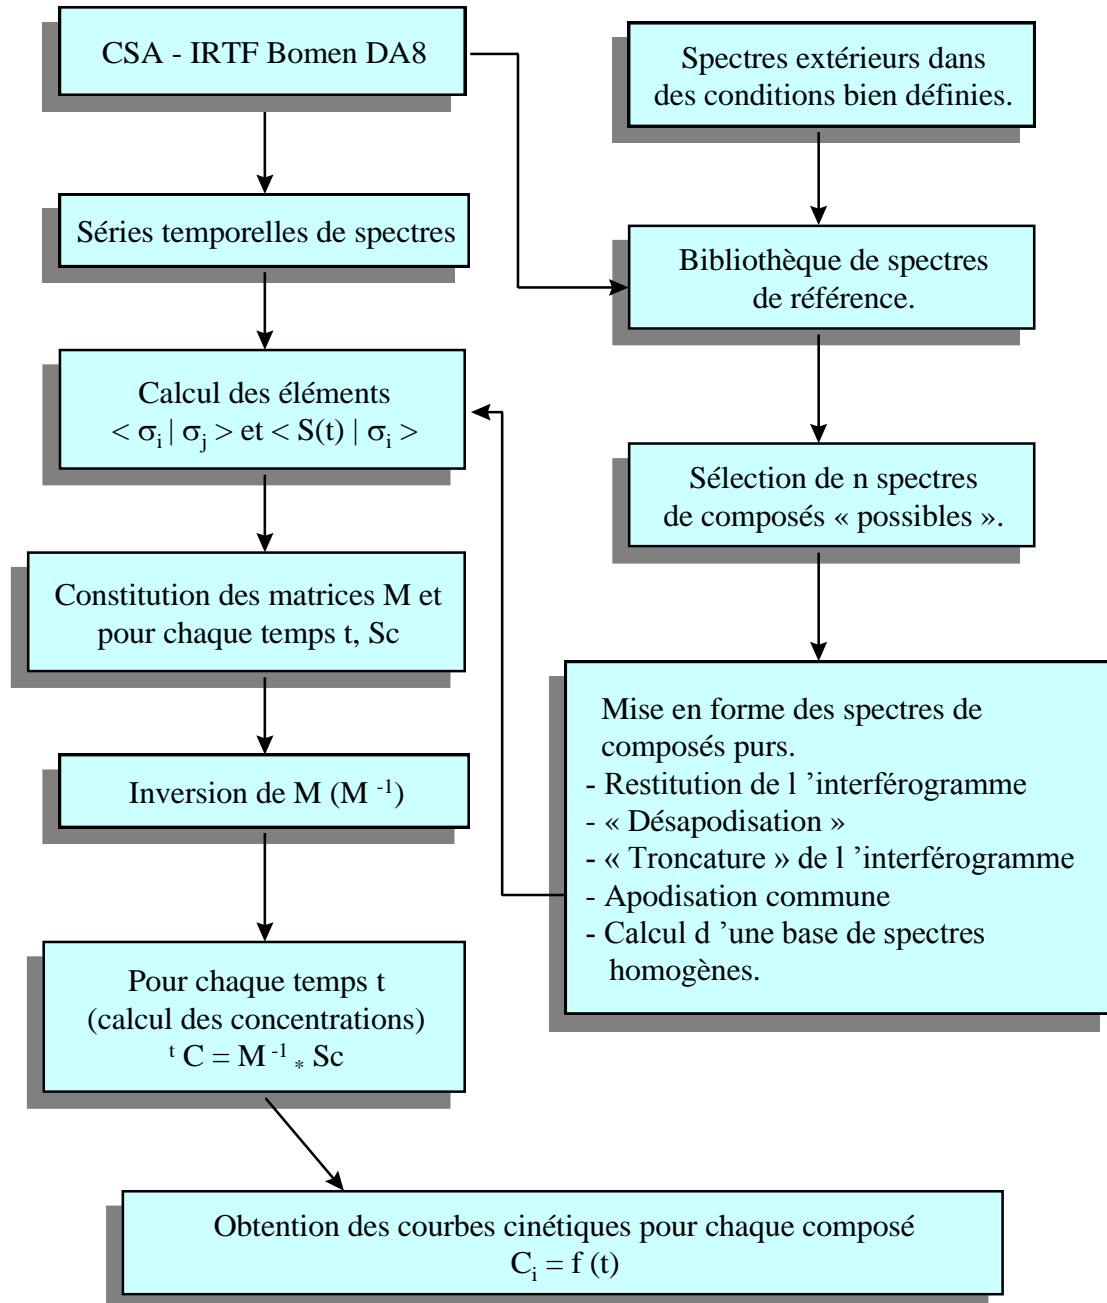 CSA - IRTF Bomen DA8
Spectres extérieurs dans
des conditions bien définies.
Séries temporelles de spectres
Bibliothèque de spectres
de référence.
Calcul des éléments
< σi | σj > et < S(t) | σi >
Sélection de n spectres
de composés « possibles ».
Constitution des matrices M et
pour chaque temps t, Sc
Mise en forme des spectres de
composés purs.
- Restitution de l ’interférogramme
- « Désapodisation »
- « Troncature » de l ’interférogramme
- Apodisation commune
- Calcul d ’une base de spectres
homogènes.
Inversion de M (M -1)
Pour chaque temps t
(calcul des concentrations)
t C = M -1 * Sc
Obtention des courbes cinétiques pour chaque composé
Ci = f (t)